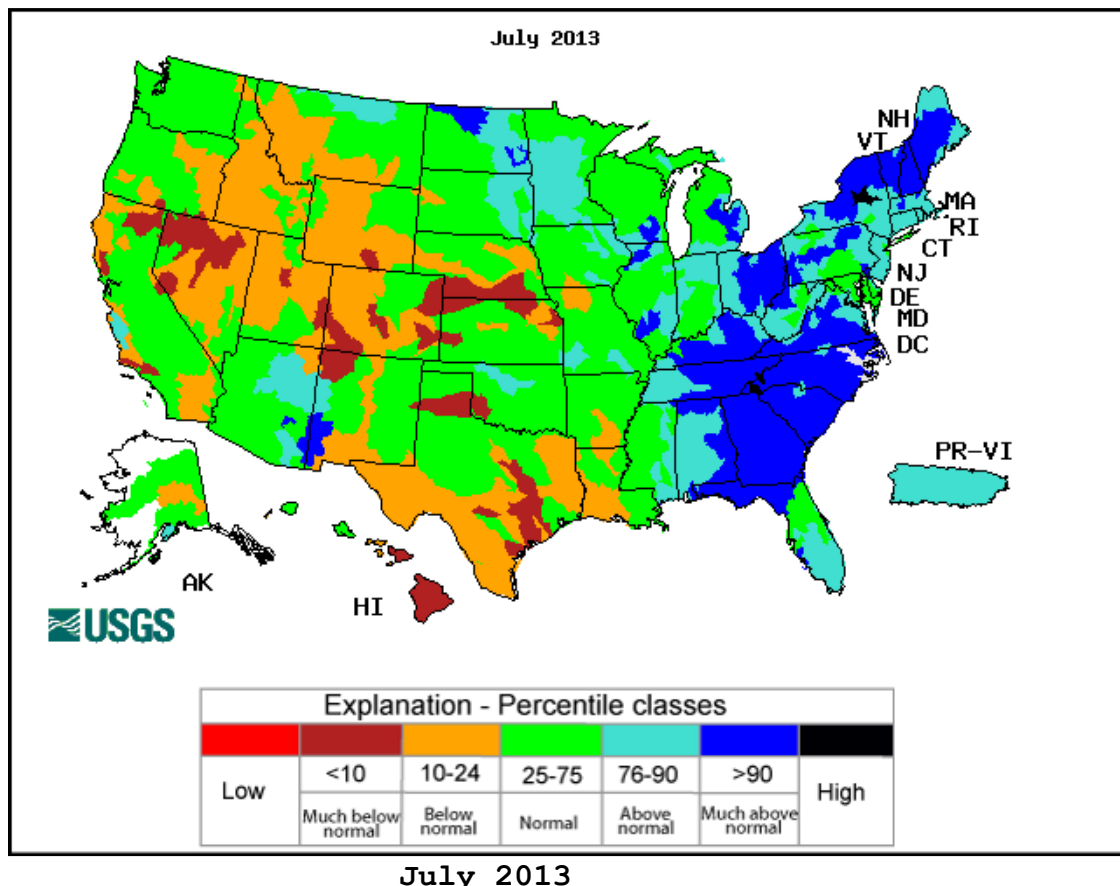 July 2013
NH
VT
MA
RI
CT
NJ
DE
MD
DC
PR-VI
AK
HI
USGS
Explanation - Percentile classes
Low
<10
10-24
25-75
76-90
>90
High
Much below normal
Below normal
Normal
Above normal
Much above normal
July 2013